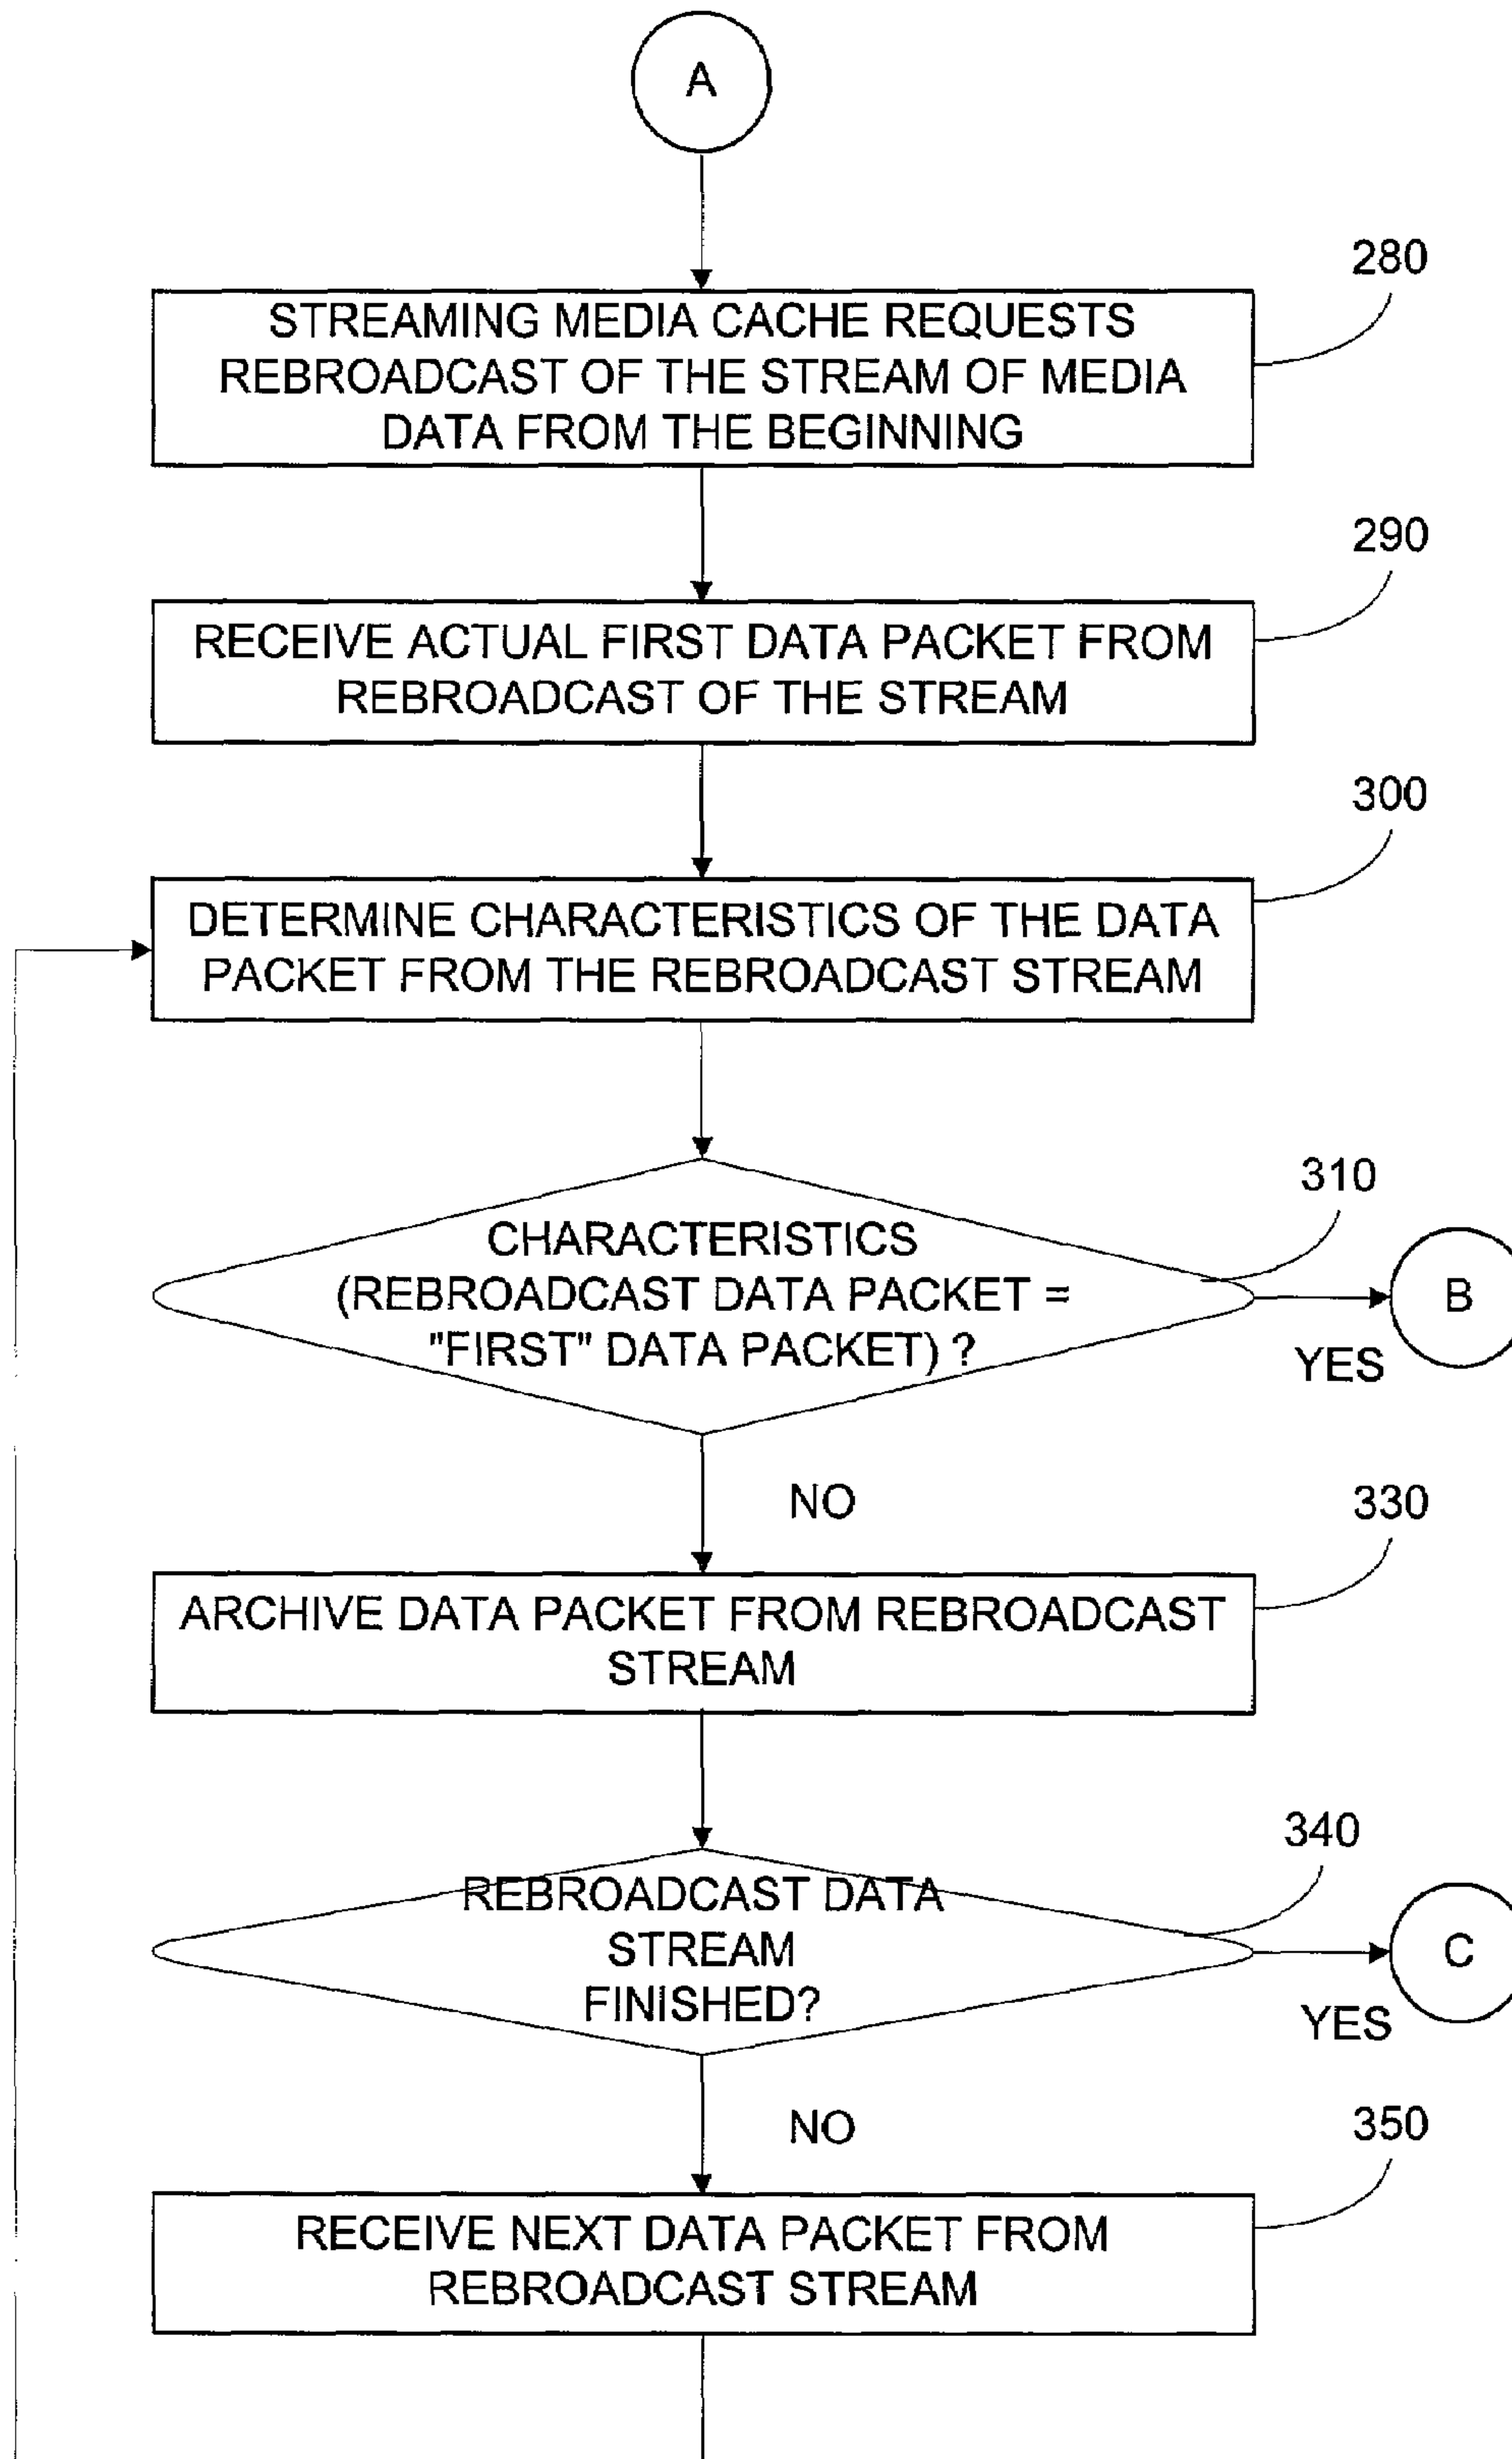 A
280
STREAMING MEDIA CACHE REQUESTS
REBROADCAST OF THE STREAM OF MEDIA
DATA FROM THE BEGINNING
290
RECEIVE ACTUAL FIRST DATA PACKET FROM
REBROADCAST OF THE STREAM
300
DETERMINE CHARACTERISTICS OF THE DATA
PACKET FROM THE REBROADCAST STREAM
310
CHARACTERISTICS
(REBROADCAST DATA PACKET =
"FIRST" DATA PACKET) ?
B
YES
NO
330
ARCHIVE DATA PACKET FROM REBROADCAST
STREAM
340
REBROADCAST DATA
STREAM
FINISHED?
C
YES
NO
350
RECEIVE NEXT DATA PACKET FROM
REBROADCAST STREAM